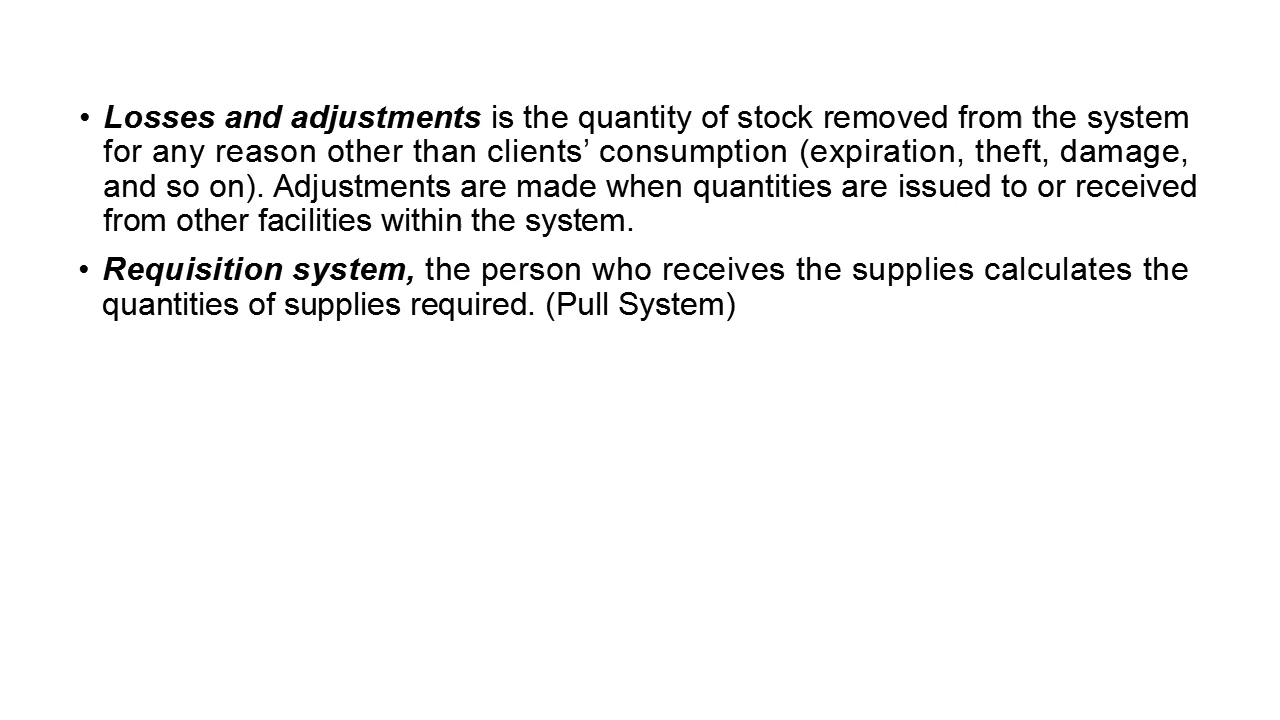 • Losses and adjustments is the quantity of stock removed from the system
for any reason other than clients’ consumption (expiration, theft, damage,
and so on). Adjustments are made when quantities are issued to or received
from other facilities within the system.
• Requisition system, the person who receives the supplies calculates the
quantities of supplies required. (Pull System)